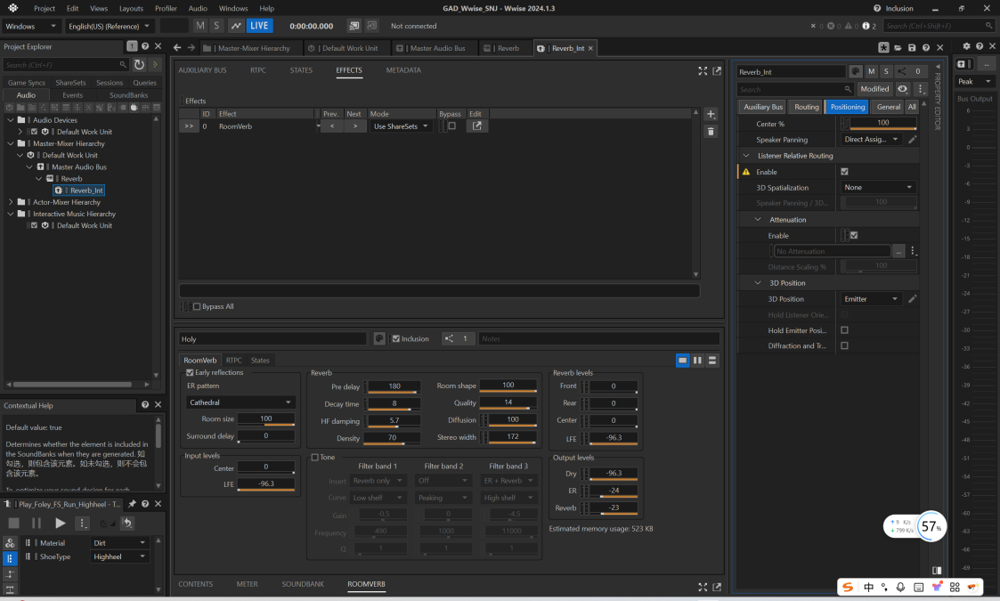 Project Edit Views Layouts Profiler Audio Windows Help
GAD_Wwise_SNJ - Wwise 2024.1.3
Inclusion
Windows English(US) (Reference) M S LIVE 0:00:00.000 Not connected
0 0 0 2 Search (Ctrl+Shift+F)
Project Explorer 1
Search (Ctrl+F)
Game Syncs ShareSets Sessions Queries
Audio Events SoundBanks
Audio Devices
Default Work Unit
Master-Mixer Hierarchy
Default Work Unit
Master Audio Bus
Reverb
Reverb_Int
Actor-Mixer Hierarchy
Interactive Music Hierarchy
Default Work Unit
Contextual Help
Default value: true
Determines whether the element is included in
the SoundBanks when they are generated. 如
勾选，则包含该元素。如未勾选，则不会包
含该元素。
To optimize your sound design for each
Play_Foley_FS_Run_Highheel - T...
Material Dirt
ShoeType Highheel
Master-Mixer Hierarchy Default Work Unit Master Audio Bus Reverb Reverb_Int
AUXILIARY BUS RTPC STATES EFFECTS METADATA
Effects
ID Effect Prev. Next Mode Bypass Edit
>> 0 RoomVerb < > Use ShareSets
Bypass All
Holy Inclusion 1 Notes
RoomVerb RTPC States
Early reflections
ER pattern
Cathedral
Room size 100
Surround delay 0
Input levels
Center 0
LFE -96.3
Reverb
Pre delay 180 Room shape 100
Decay time 8 Quality 14
HF damping 5.7 Diffusion 100
Density 70 Stereo width 172
Tone
Filter band 1 Filter band 2 Filter band 3
Insert Reverb only Off ER + Reverb
Curve Low shelf Peaking High shelf
Gain -0.5 0 -4.5
Frequency 490 1000 11000
Q 1 1 1
Reverb levels
Front 0
Rear 0
Center 0
LFE -96.3
Output levels
Dry -96.3
ER -24
Reverb -23
Estimated memory usage: 523 KB
CONTENTS METER SOUNDBANK ROOMVERB
Reverb_Int M S 0
Search Modified
Auxiliary Bus Routing Positioning General All
Center % 100
Speaker Panning Direct Assig...
Listener Relative Routing
Enable
3D Spatialization None
Speaker Panning / 3D... 100
Attenuation
Enable
No Attenuation ...
Distance Scaling % 100
3D Position
3D Position Emitter
Hold Listener Orie...
Hold Emitter Posi...
Diffraction and Tr...
PROPERTY EDITOR
...
Peak
Bus Output
6
3
0
-3
-6
-9
-12
-15
-18
-21
-24
-27
-30
-33
-36
-39
-42
-45
-48
-51
-54
-57
-60
-63
-66
-69
9 K/s
799 K/s
57%
中